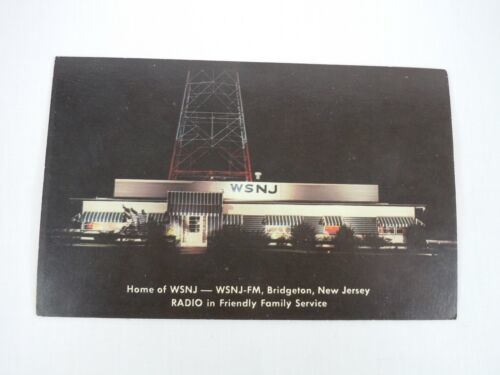 WSNJ
Home of WSNJ — WSNJ-FM, Bridgeton, New Jersey
RADIO in Friendly Family Service